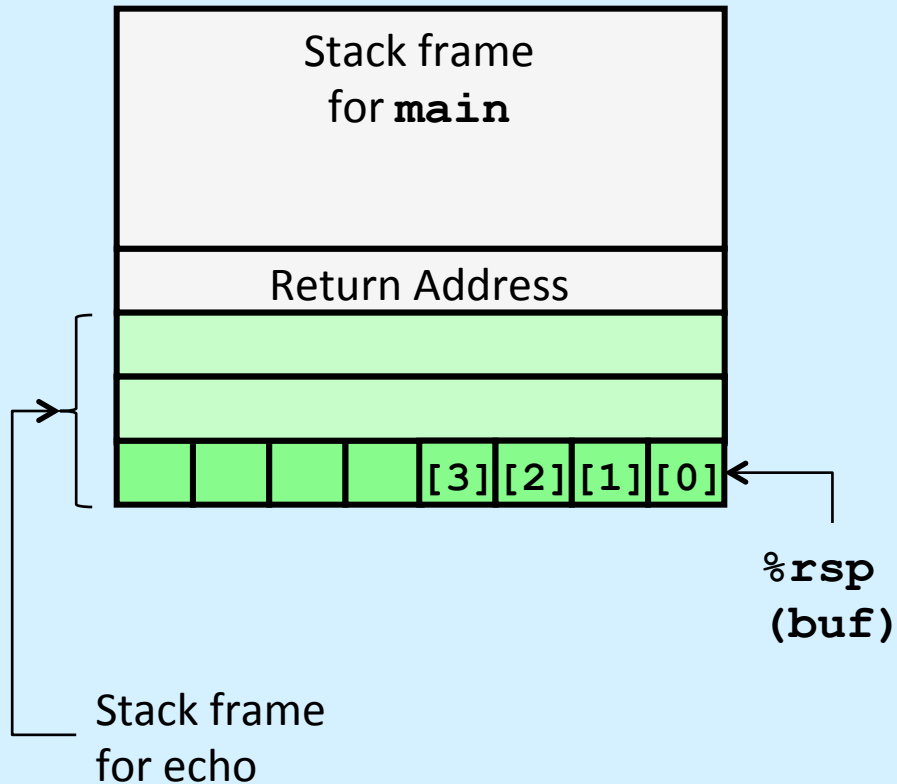 Stack frame
for main
Return Address
[3] [2] [1] [0]
%rsp
(buf)
Stack frame
for echo